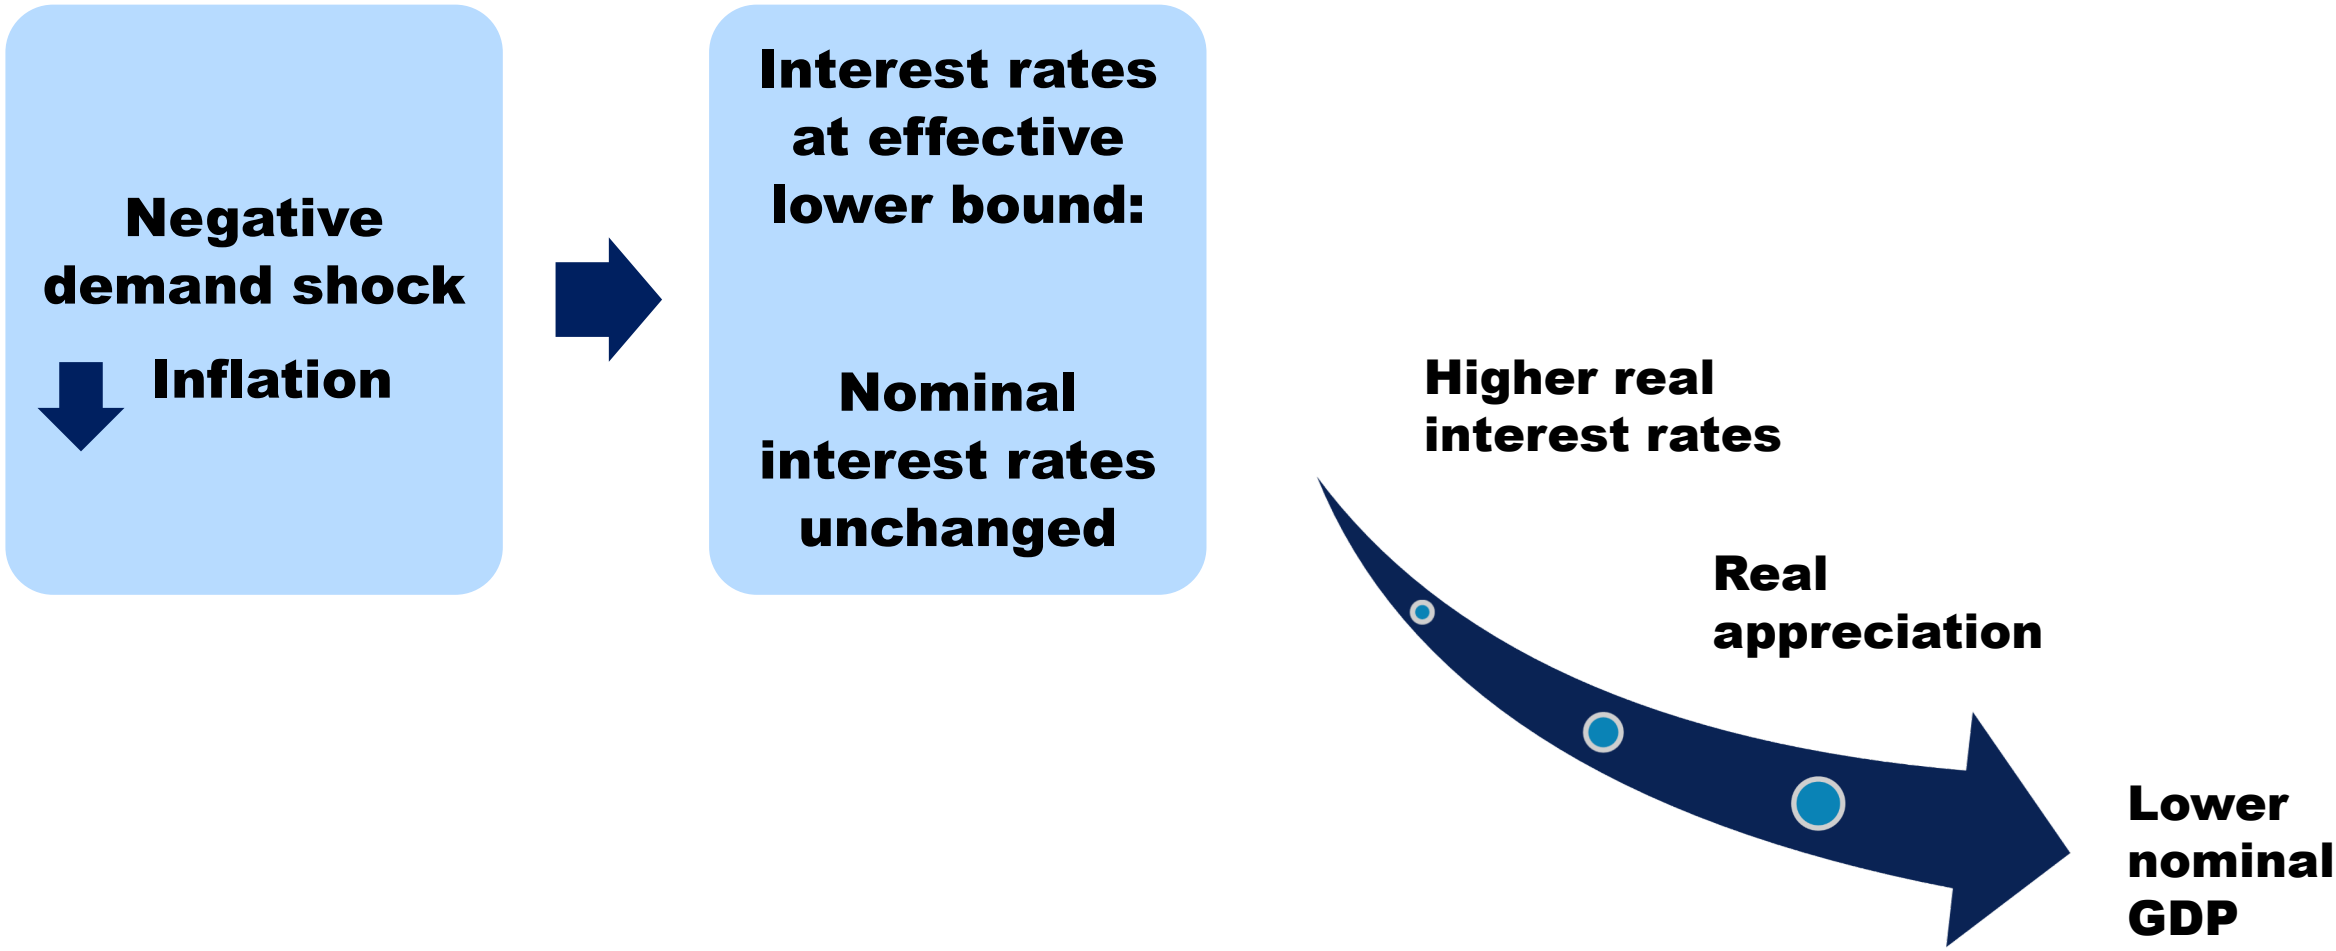 Negative
demand shock
Inflation
Interest rates
at effective
lower bound:
Nominal
interest rates
unchanged
Higher real
interest rates
Real
appreciation
Lower
nominal
GDP